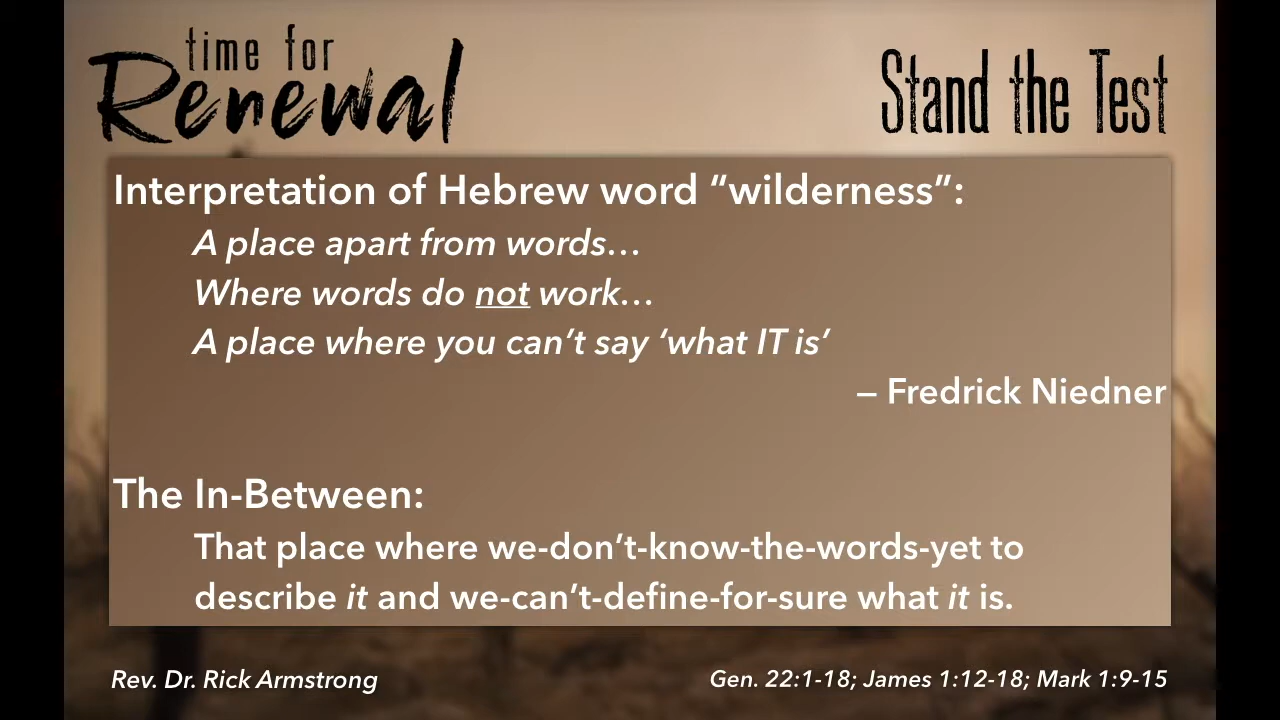 time for
Renewal
Stand the Test
Interpretation of Hebrew word “wilderness”:
A place apart from words…
Where words do not work…
A place where you can’t say ‘what IT is’
– Fredrick Niedner
The In-Between:
That place where we-don’t-know-the-words-yet to
describe it and we-can’t-define-for-sure what it is.
Rev. Dr. Rick Armstrong
Gen. 22:1-18; James 1:12-18; Mark 1:9-15